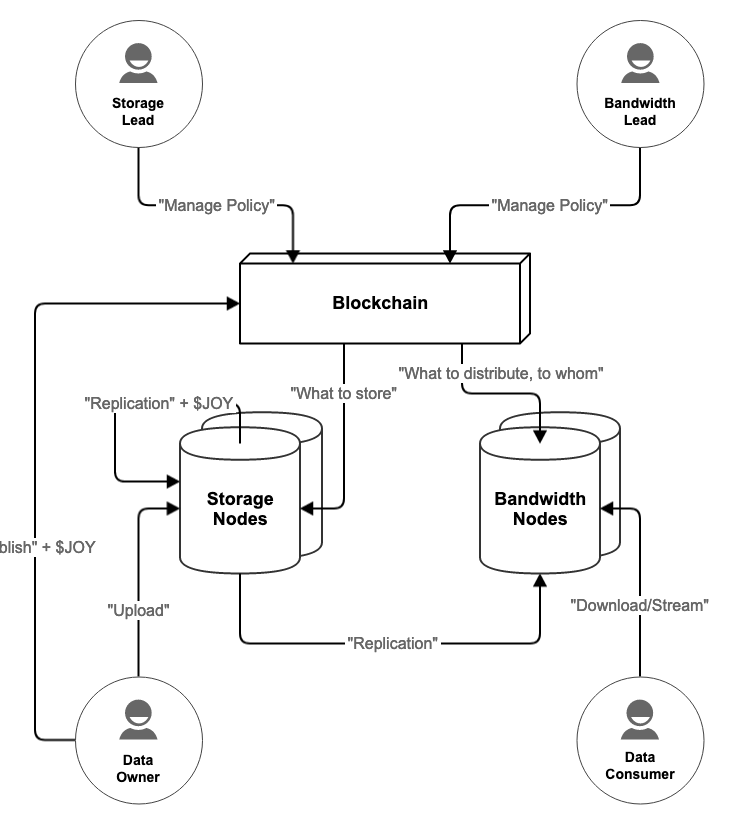 Storage
Lead
Bandwidth
Lead
"Manage Policy"
"Manage Policy"
Blockchain
"What to distribute, to whom"
"What to store"
"Replication" + $JOY
Storage
Nodes
Bandwidth
Nodes
blish" + $JOY
"Upload"
"Download/Stream"
"Replication"
Data
Owner
Data
Consumer